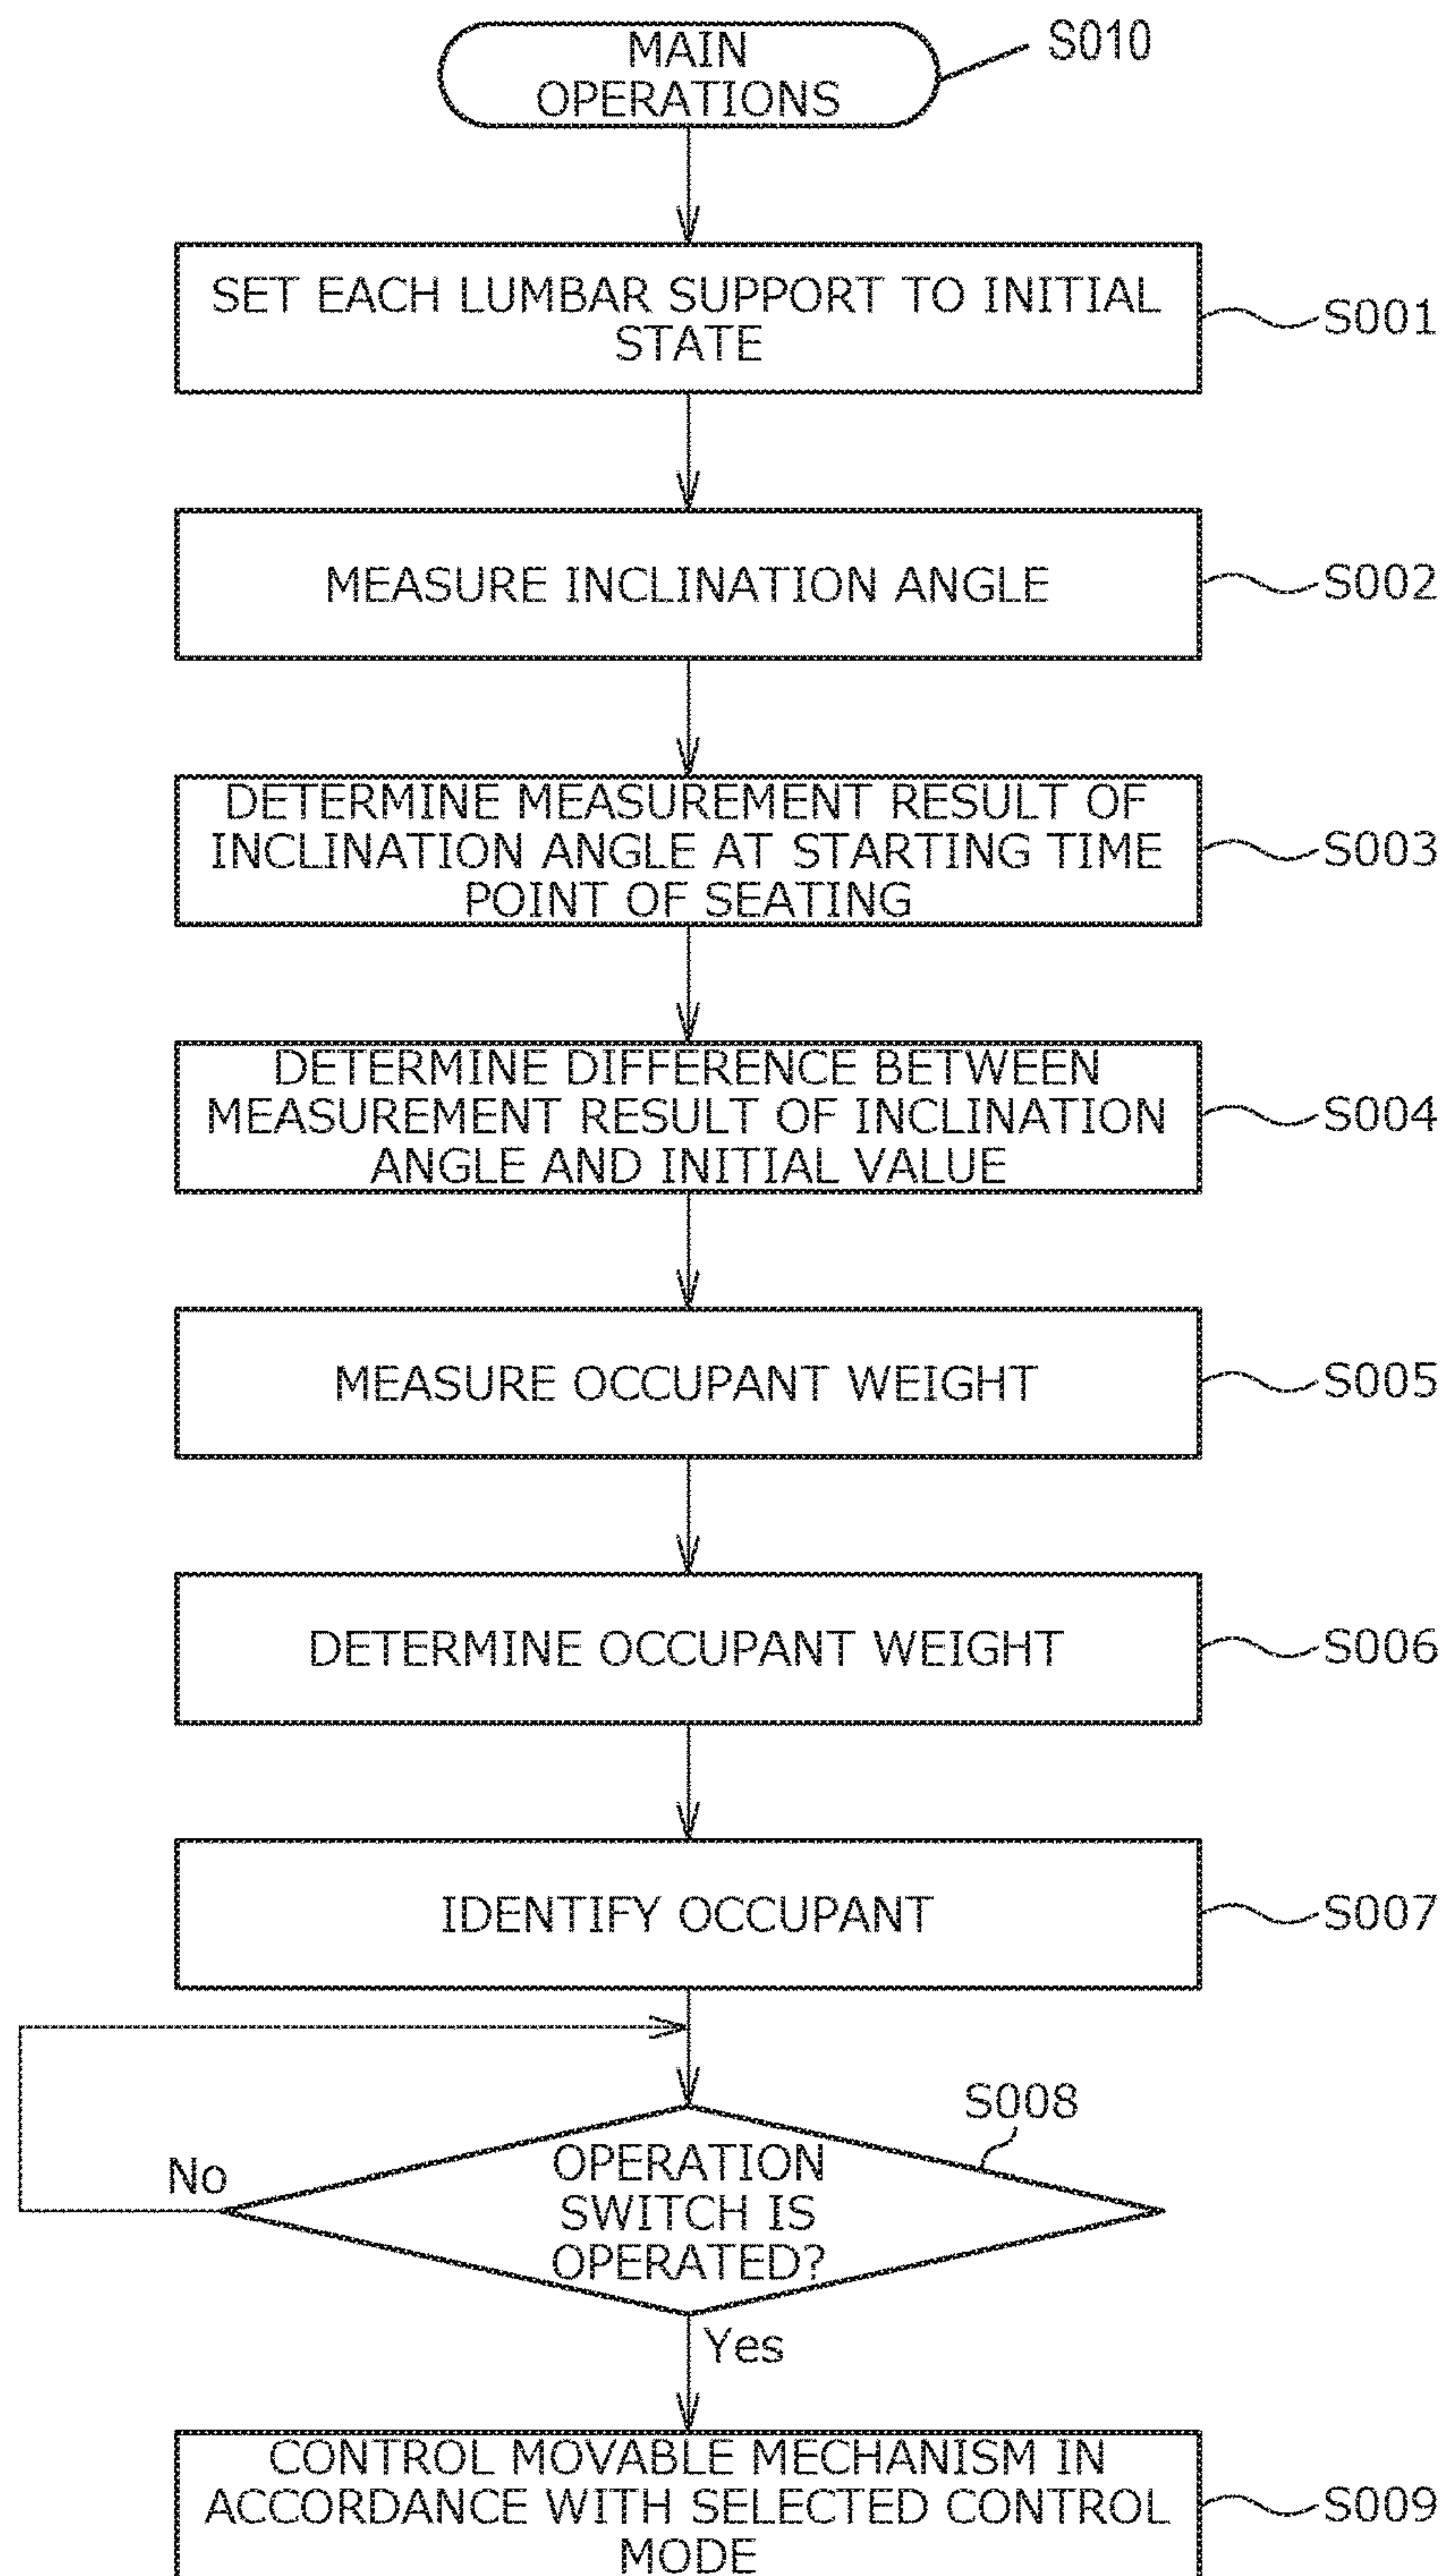 MAIN
OPERATIONS
S010
SET EACH LUMBAR SUPPORT TO INITIAL
STATE
S001
MEASURE INCLINATION ANGLE
S002
DETERMINE MEASUREMENT RESULT OF
INCLINATION ANGLE AT STARTING TIME
POINT OF SEATING
S003
DETERMINE DIFFERENCE BETWEEN
MEASUREMENT RESULT OF INCLINATION
ANGLE AND INITIAL VALUE
S004
MEASURE OCCUPANT WEIGHT
S005
DETERMINE OCCUPANT WEIGHT
S006
IDENTIFY OCCUPANT
S007
S008
OPERATION
SWITCH IS
OPERATED?
No
Yes
CONTROL MOVABLE MECHANISM IN
ACCORDANCE WITH SELECTED CONTROL
MODE
S009